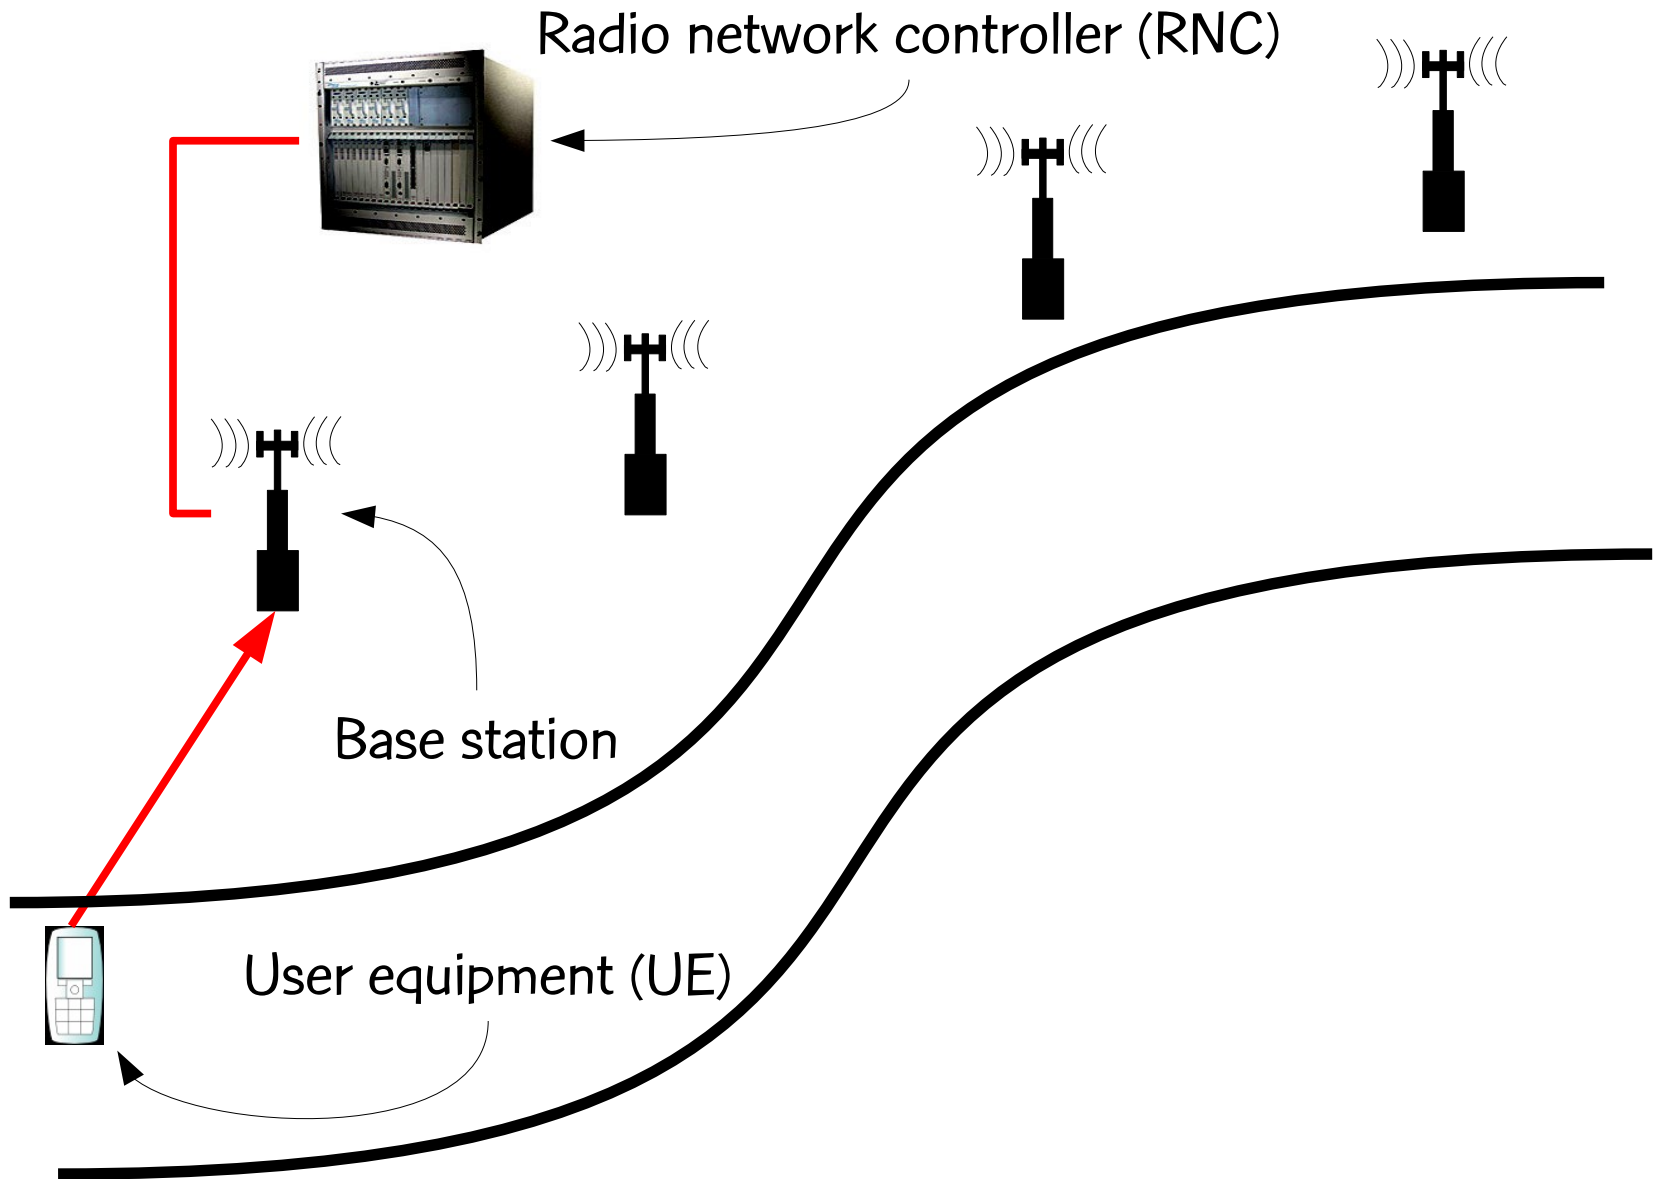 Radio network controller (RNC)
Base station
User equipment (UE)